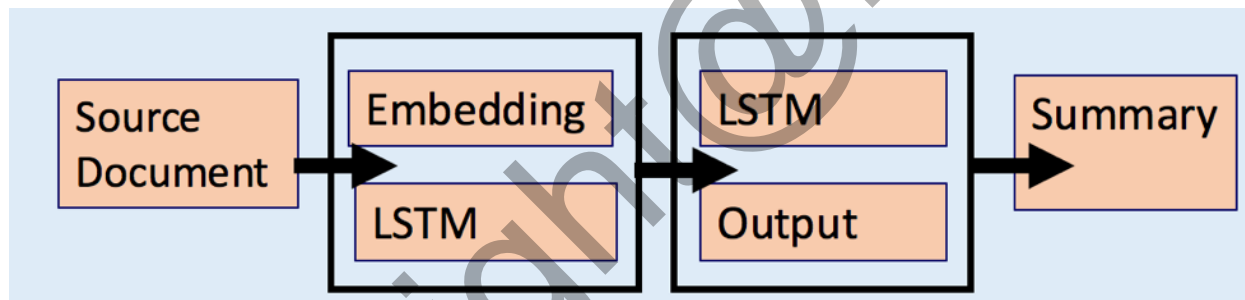 Source
Document
Embedding
LSTM
LSTM
Output
Summary